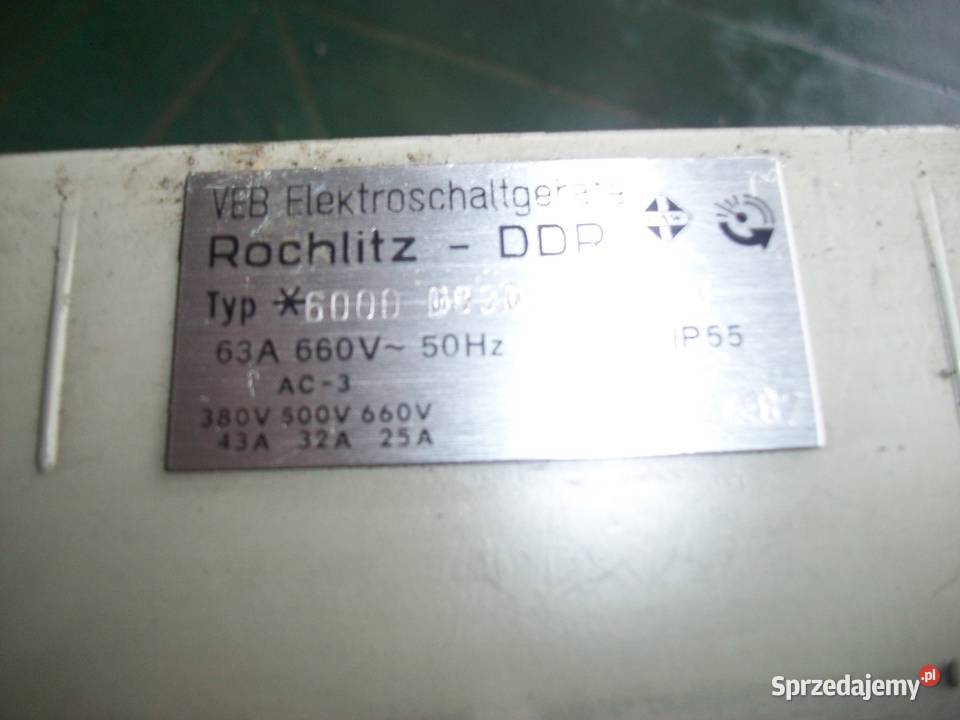 VEB Elektroschaltgeräte
Rochlitz - DDR
Typ *6000
63A 660V~ 50Hz IP55
AC-3
380V 500V 660V
43A 32A 25A
Sprzedajemy.pl